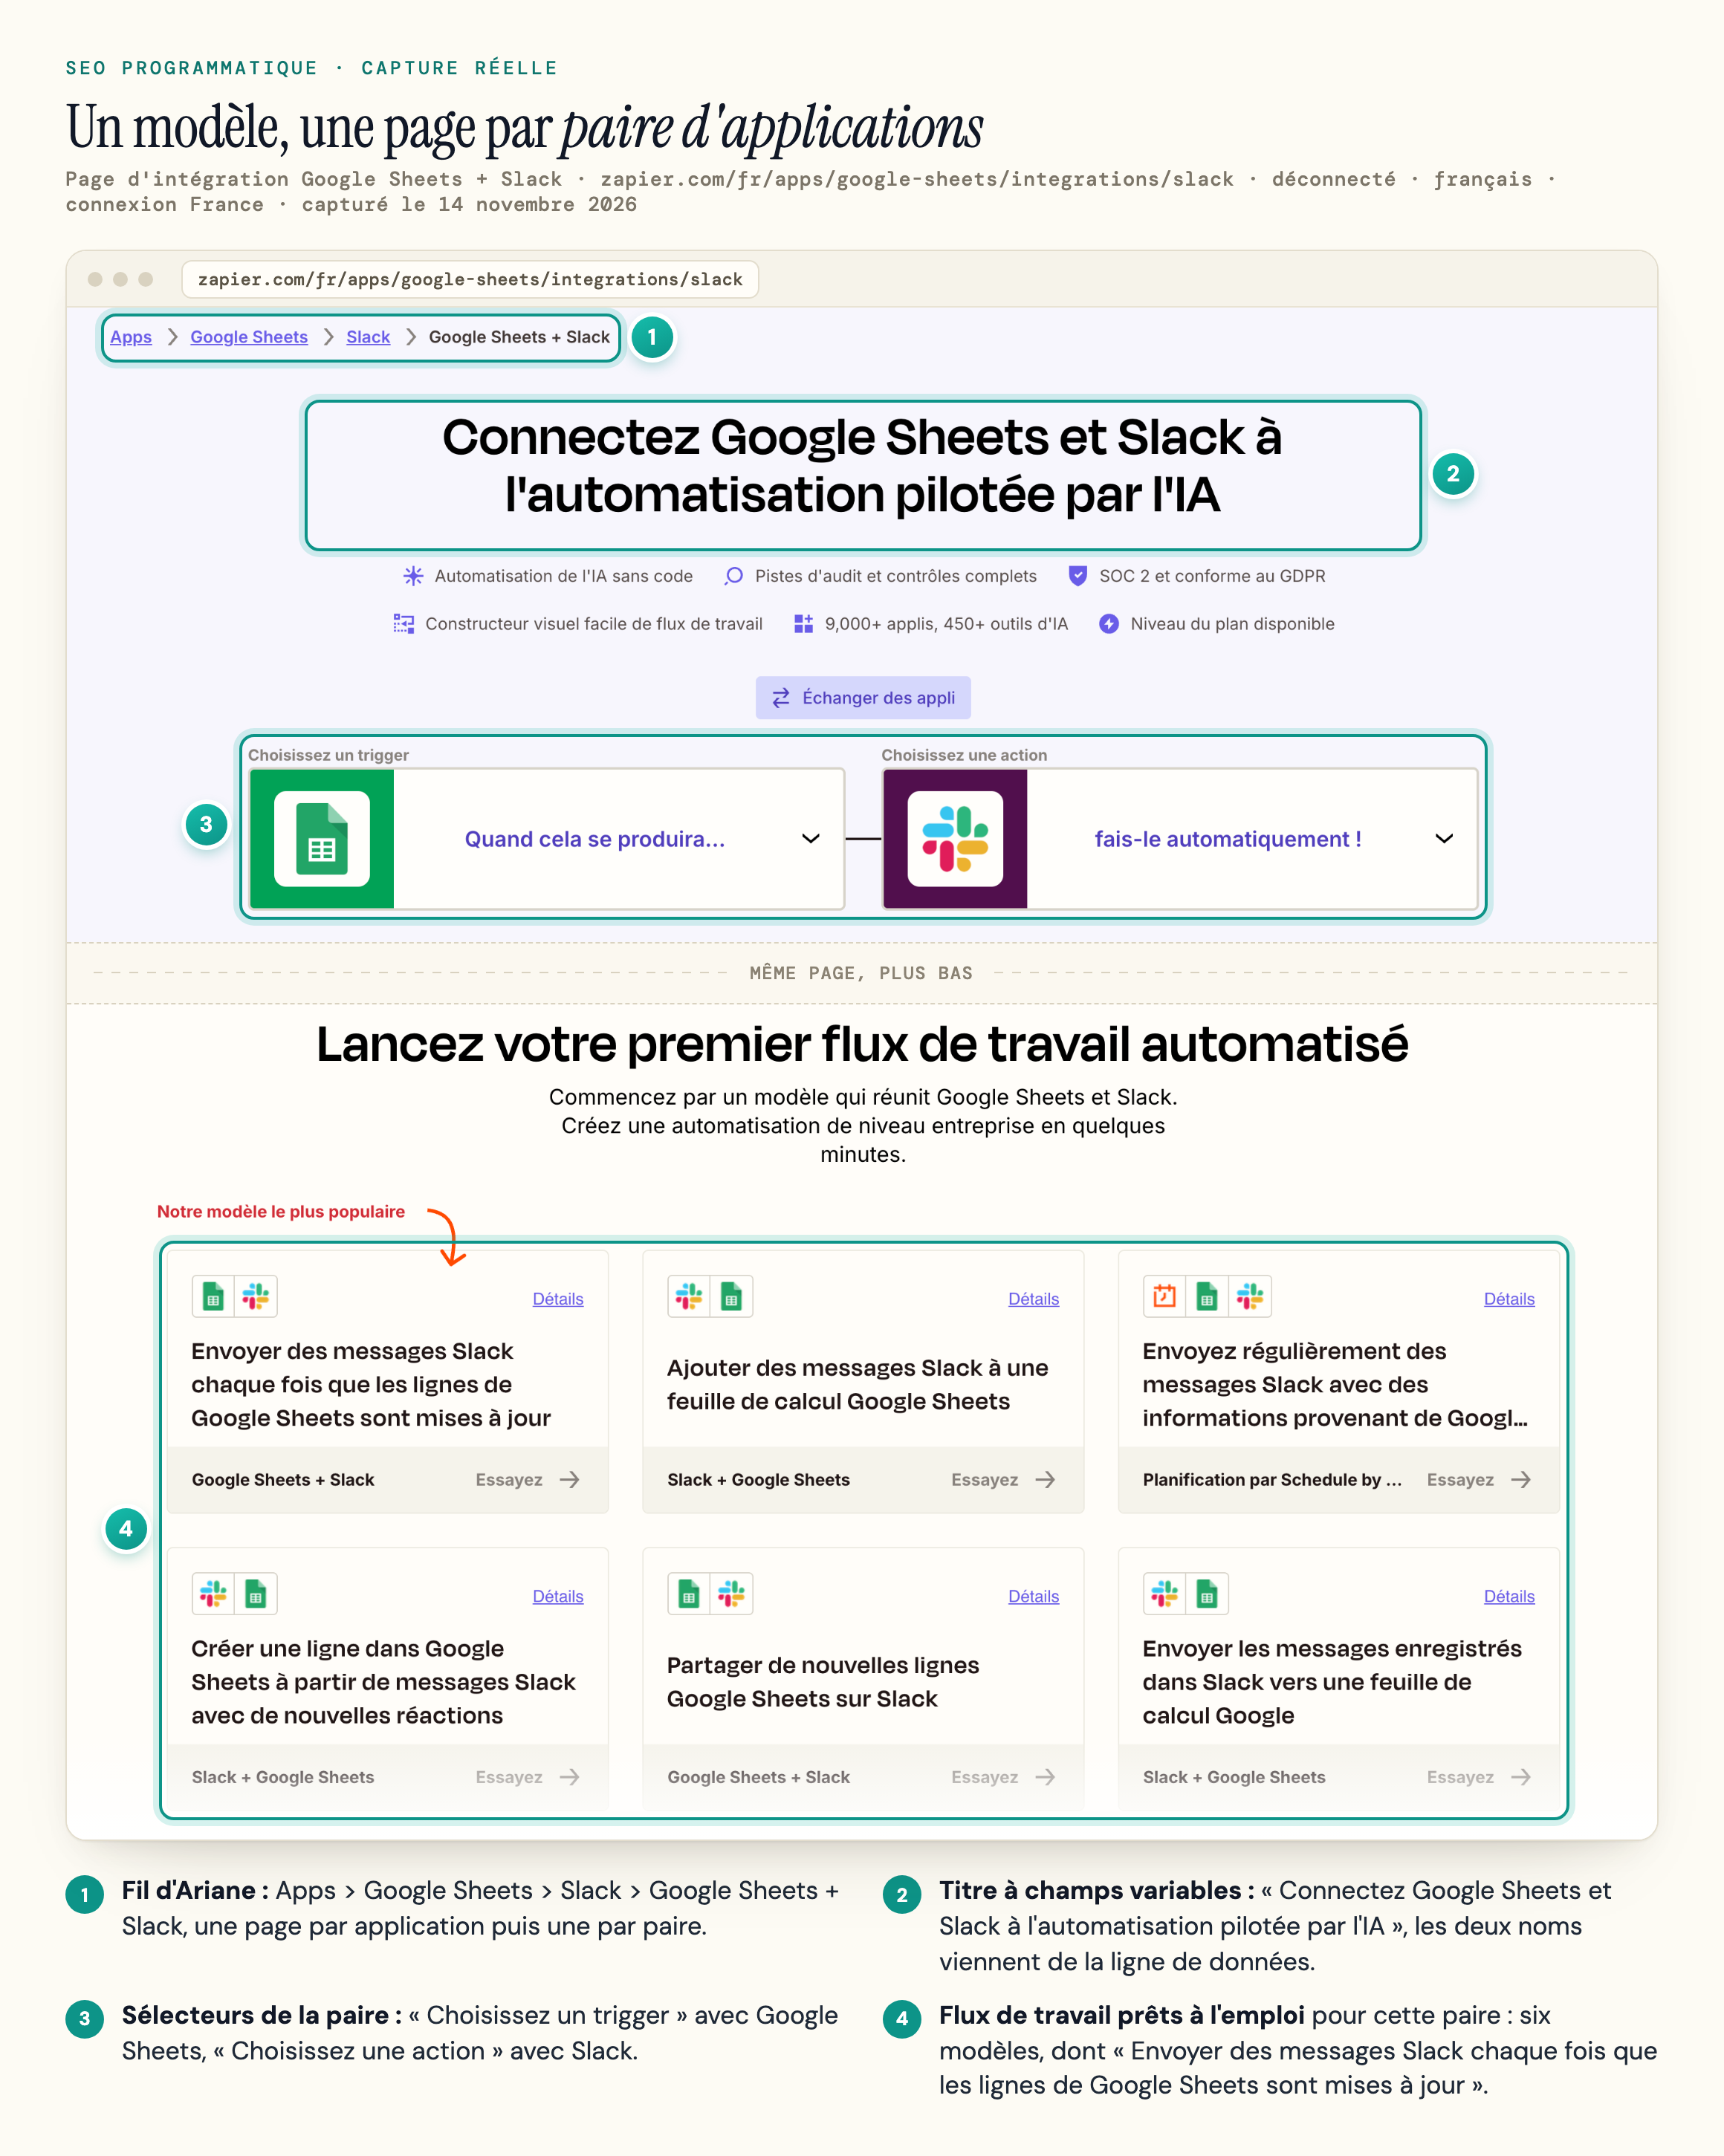 SEO PROGRAMMATIQUE · CAPTURE RÉELLE
Un modèle, une page par paire d'applications
Page d'intégration Google Sheets + Slack · zapier.com/fr/apps/google-sheets/integrations/slack · déconnecté · français ·
connexion France · capturé le 14 novembre 2026
zapier.com/fr/apps/google-sheets/integrations/slack
Apps > Google Sheets > Slack > Google Sheets + Slack
1
Connectez Google Sheets et Slack à
l'automatisation pilotée par l'IA
2
Automatisation de l'IA sans code
Pistes d'audit et contrôles complets
SOC 2 et conforme au GDPR
Constructeur visuel facile de flux de travail
9,000+ applis, 450+ outils d'IA
Niveau du plan disponible
Échanger des appli
Choisissez un trigger
Choisissez une action
3
Quand cela se produira...
fais-le automatiquement !
MÊME PAGE, PLUS BAS
Lancez votre premier flux de travail automatisé
Commencez par un modèle qui réunit Google Sheets et Slack.
Créez une automatisation de niveau entreprise en quelques
minutes.
Notre modèle le plus populaire
Détails
Envoyer des messages Slack
chaque fois que les lignes de
Google Sheets sont mises à jour
Google Sheets + Slack
Essayez
Détails
Ajouter des messages Slack à une
feuille de calcul Google Sheets
Slack + Google Sheets
Essayez
Détails
Envoyez régulièrement des
messages Slack avec des
informations provenant de Googl...
Planification par Schedule by ...
Essayez
4
Détails
Créer une ligne dans Google
Sheets à partir de messages Slack
avec de nouvelles réactions
Slack + Google Sheets
Essayez
Détails
Partager de nouvelles lignes
Google Sheets sur Slack
Google Sheets + Slack
Essayez
Détails
Envoyer les messages enregistrés
dans Slack vers une feuille de
calcul Google
Slack + Google Sheets
Essayez
1
Fil d'Ariane : Apps > Google Sheets > Slack > Google Sheets +
Slack, une page par application puis une par paire.
2
Titre à champs variables : « Connectez Google Sheets et
Slack à l'automatisation pilotée par l'IA », les deux noms
viennent de la ligne de données.
3
Sélecteurs de la paire : « Choisissez un trigger » avec Google
Sheets, « Choisissez une action » avec Slack.
4
Flux de travail prêts à l'emploi pour cette paire : six
modèles, dont « Envoyer des messages Slack chaque fois que
les lignes de Google Sheets sont mises à jour ».